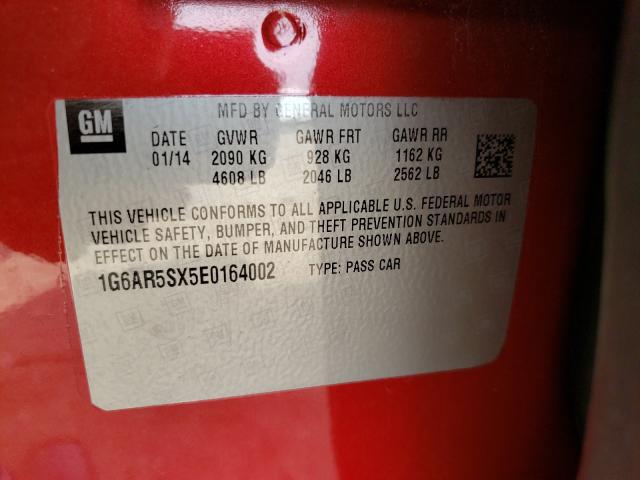 GM
MFD BY GENERAL MOTORS LLC
DATE GVWR GAWR FRT GAWR RR
01/14 2090 KG 928 KG 1162 KG
4608 LB 2046 LB 2562 LB
THIS VEHICLE CONFORMS TO ALL APPLICABLE U.S. FEDERAL MOTOR
VEHICLE SAFETY, BUMPER, AND THEFT PREVENTION STANDARDS IN
EFFECT ON THE DATE OF MANUFACTURE SHOWN ABOVE.
1G6AR5SX5E0164002 TYPE: PASS CAR